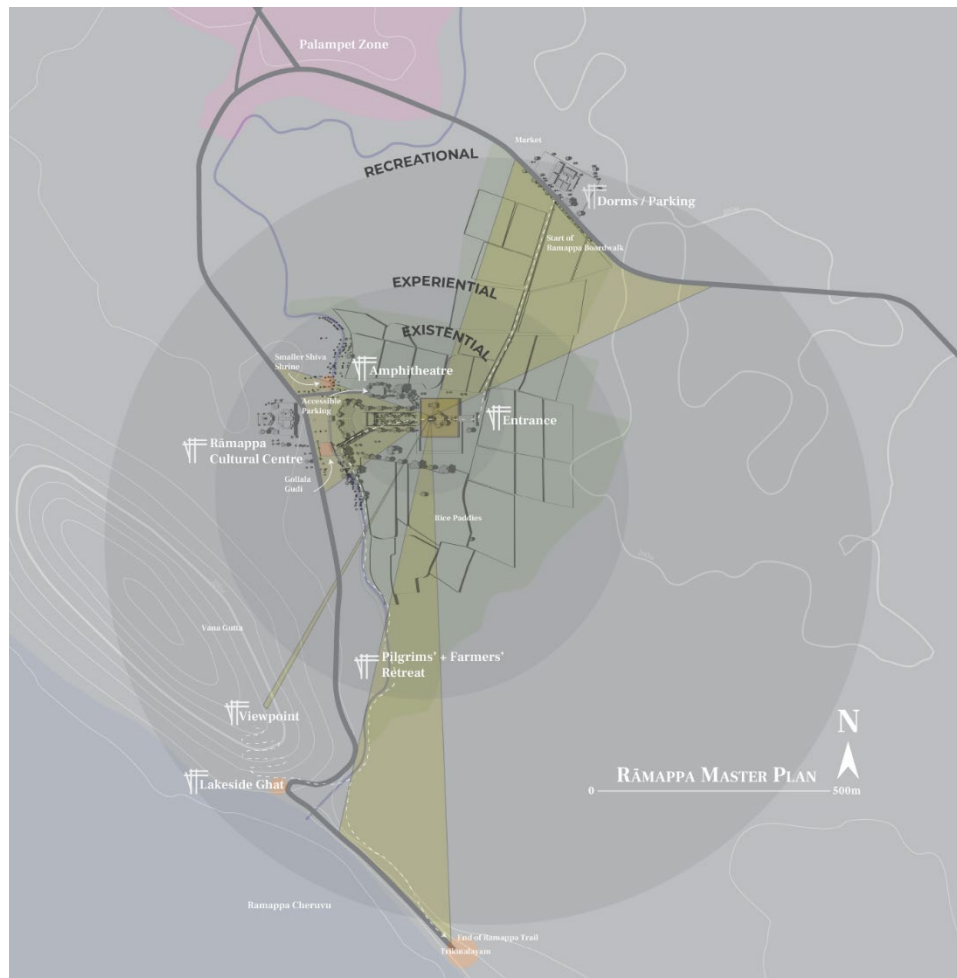 Palampet Zone
Market
RECREATIONAL
Dorms / Parking
Start of
Ramappa Boardwalk
EXPERIENTIAL
EXISTENTIAL
Smaller Shiva
Shrine
Amphitheatre
Accessible
Parking
Entrance
Rāmappa
Cultural Centre
Gollala
Gudi
Rice Paddies
Vana Gutta
Pilgrims' + Farmers'
Retreat
Viewpoint
N
Lakeside Ghat
RĀMAPPA MASTER PLAN
0
500m
Ramappa Cheruvu
End of Rāmappa Trail
Trikutalayam